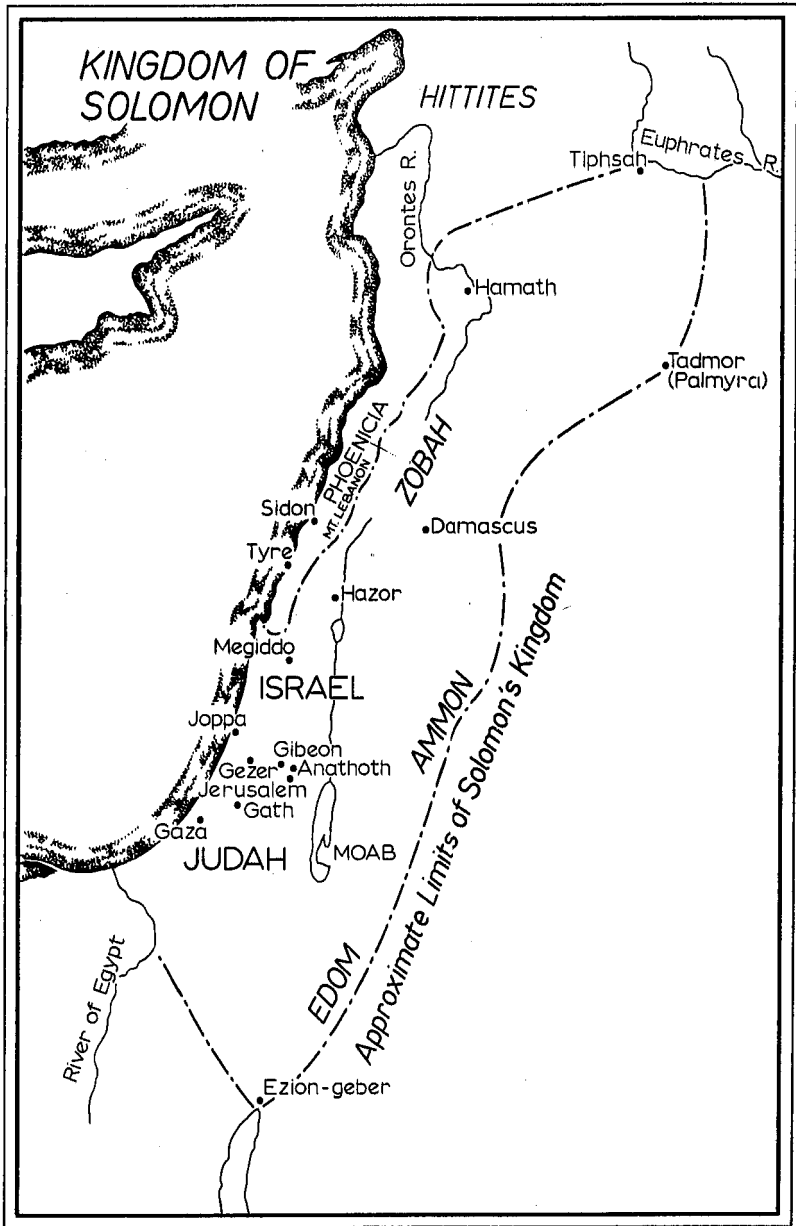 KINGDOM OF
SOLOMON
HITTITES
Euphrates R.
Tiphsah
Orontes R.
Hamath
Tadmor
(Palmyra)
PHOENICIA
MT. LEBANON
ZOBAH
Sidon
Damascus
Tyre
Hazor
Megiddo
ISRAEL
AMMON
Approximate Limits of Solomon's Kingdom
Joppa
Gibeon
Gezer
Anathoth
Jerusalem
Gath
Gaza
JUDAH
MOAB
River of Egypt
EDOM
Ezion-geber